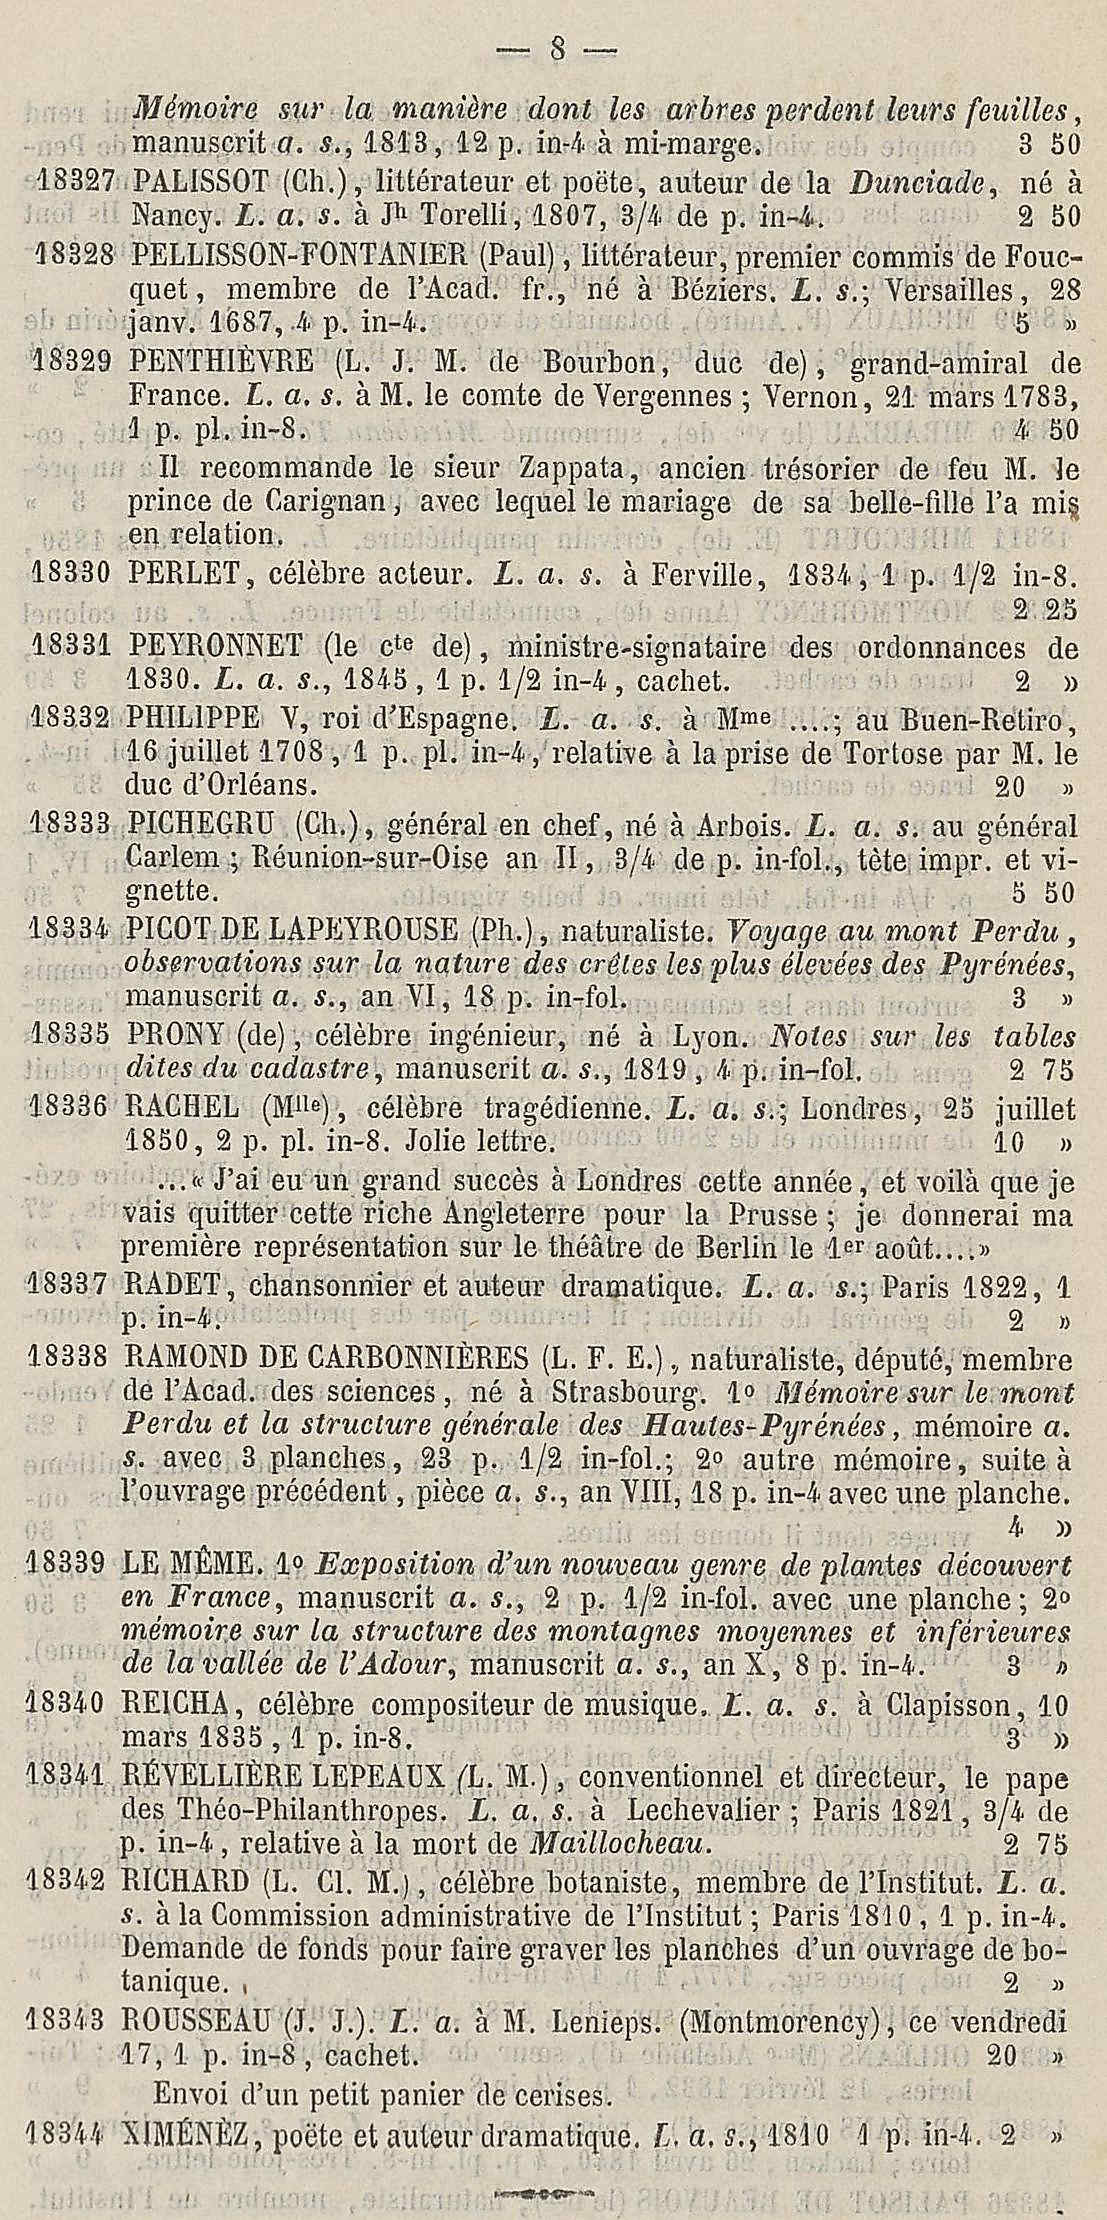 — 8 —
Mémoire sur la manière dont les arbres perdent leurs feuilles,
manuscrit a. s., 1813, 12 p. in-4 à mi-marge. 3 50
18327 PALISSOT (Ch.), littérateur et poëte, auteur de la Dunciade, né à
Nancy. L. a. s. à Jh Torelli, 1807, 3/4 de p. in-4. 2 50
18328 PELLISSON-FONTANIER (Paul), littérateur, premier commis de Fouc-
quet, membre de l'Acad. fr., né à Béziers. L. s.; Versailles, 28
janv. 1687, 4 p. in-4. 5 »
18329 PENTHIÈVRE (L. J. M. de Bourbon, duc de), grand-amiral de
France. L. a. s. à M. le comte de Vergennes ; Vernon, 21 mars 1783,
1 p. pl. in-8. 4 50
Il recommande le sieur Zappata, ancien trésorier de feu M. le
prince de Carignan, avec lequel le mariage de sa belle-fille l'a mis
en relation.
18330 PERLET, célèbre acteur. L. a. s. à Ferville, 1834, 1 p. 1/2 in-8.
2 25
18331 PEYRONNET (le cte de), ministre-signataire des ordonnances de
1830. L. a. s., 1845, 1 p. 1/2 in-4, cachet. 2 »
18332 PHILIPPE V, roi d'Espagne. L. a. s. à Mme ....; au Buen-Retiro,
16 juillet 1708, 1 p. pl. in-4, relative à la prise de Tortose par M. le
duc d'Orléans. 20 »
18333 PICHEGRU (Ch.), général en chef, né à Arbois. L. a. s. au général
Carlem ; Réunion-sur-Oise an II, 3/4 de p. in-fol., tète impr. et vi-
gnette. 5 50
18334 PICOT DE LAPEYROUSE (Ph.), naturaliste. Voyage au mont Perdu,
observations sur la nature des crêtes les plus élevées des Pyrénées,
manuscrit a. s., an VI, 18 p. in-fol. 3 »
18335 PRONY (de), célèbre ingénieur, né à Lyon. Notes sur les tables
dites du cadastre, manuscrit a. s., 1819, 4 p. in-fol. 2 75
18336 RACHEL (Mlle), célèbre tragédienne. L. a. s.; Londres, 25 juillet
1850, 2 p. pl. in-8. Jolie lettre. 10 »
...« J'ai eu un grand succès à Londres cette année, et voilà que je
vais quitter cette riche Angleterre pour la Prusse ; je donnerai ma
première représentation sur le théâtre de Berlin le 1er août....»
18337 RADET, chansonnier et auteur dramatique. L. a. s.; Paris 1822, 1
p. in-4. 2 »
18338 RAMOND DE CARBONNIÈRES (L. F. E.), naturaliste, député, membre
de l'Acad. des sciences, né à Strasbourg. 1o Mémoire sur le mont
Perdu et la structure générale des Hautes-Pyrénées, mémoire a.
s. avec 3 planches, 23 p. 1/2 in-fol.; 2o autre mémoire, suite à
l'ouvrage précédent, pièce a. s., an VIII, 18 p. in-4 avec une planche.
4 »
18339 LE MÊME. 1o Exposition d'un nouveau genre de plantes découvert
en France, manuscrit a. s., 2 p. 1/2 in-fol. avec une planche ; 2o
mémoire sur la structure des montagnes moyennes et inférieures
de la vallée de l'Adour, manuscrit a. s., an X, 8 p. in-4. 3 »
18340 REICHA, célèbre compositeur de musique. L. a. s. à Clapisson, 10
mars 1835, 1 p. in-8. 3 »
18341 RÉVELLIÈRE LEPEAUX (L. M.), conventionnel et directeur, le pape
des Théo-Philanthropes. L. a. s. à Lechevalier ; Paris 1821, 3/4 de
p. in-4, relative à la mort de Maillocheau. 2 75
18342 RICHARD (L. Cl. M.), célèbre botaniste, membre de l'Institut. L. a.
s. à la Commission administrative de l'Institut ; Paris 1810, 1 p. in-4.
Demande de fonds pour faire graver les planches d'un ouvrage de bo-
tanique. 2 »
18343 ROUSSEAU (J. J.). L. a. à M. Lenieps. (Montmorency), ce vendredi
17, 1 p. in-8, cachet. 20 »
Envoi d'un petit panier de cerises.
18344 XIMÉNÈZ, poëte et auteur dramatique. L. a. s., 1810 1 p. in-4. 2 »